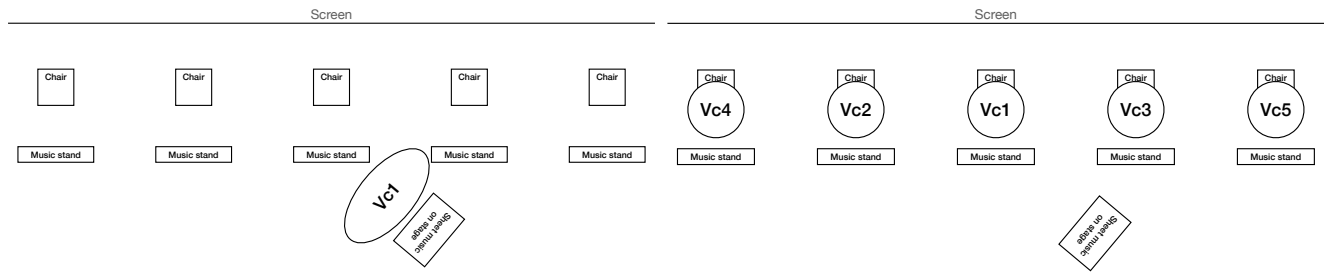 Screen
Chair
Chair
Chair
Chair
Chair
Music stand
Music stand
Music stand
Music stand
Music stand
Vc1
Sheet music
on stage
Screen
Chair
Chair
Chair
Chair
Chair
Vc4
Vc2
Vc1
Vc3
Vc5
Music stand
Music stand
Music stand
Music stand
Music stand
Sheet music
on stage